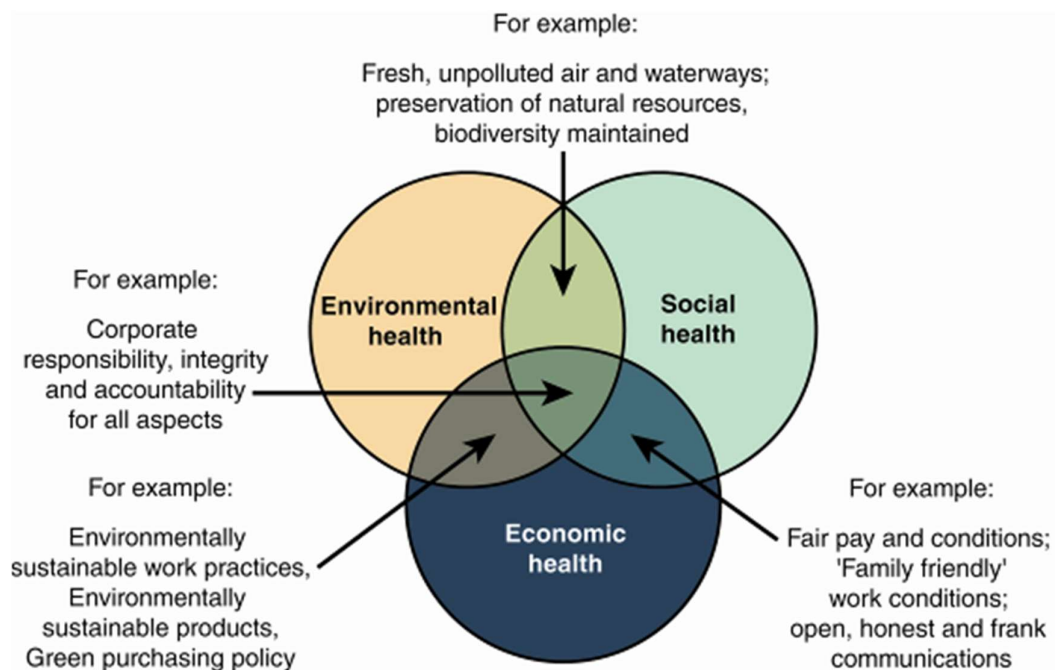 For example:
Fresh, unpolluted air and waterways;
preservation of natural resources,
biodiversity maintained
Environmental
health
Social
health
For example:
Corporate
responsibility, integrity
and accountability
for all aspects
For example:
Environmentally
sustainable work practices,
Environmentally
sustainable products,
Green purchasing policy
Economic
health
For example:
Fair pay and conditions;
'Family friendly'
work conditions;
open, honest and frank
communications